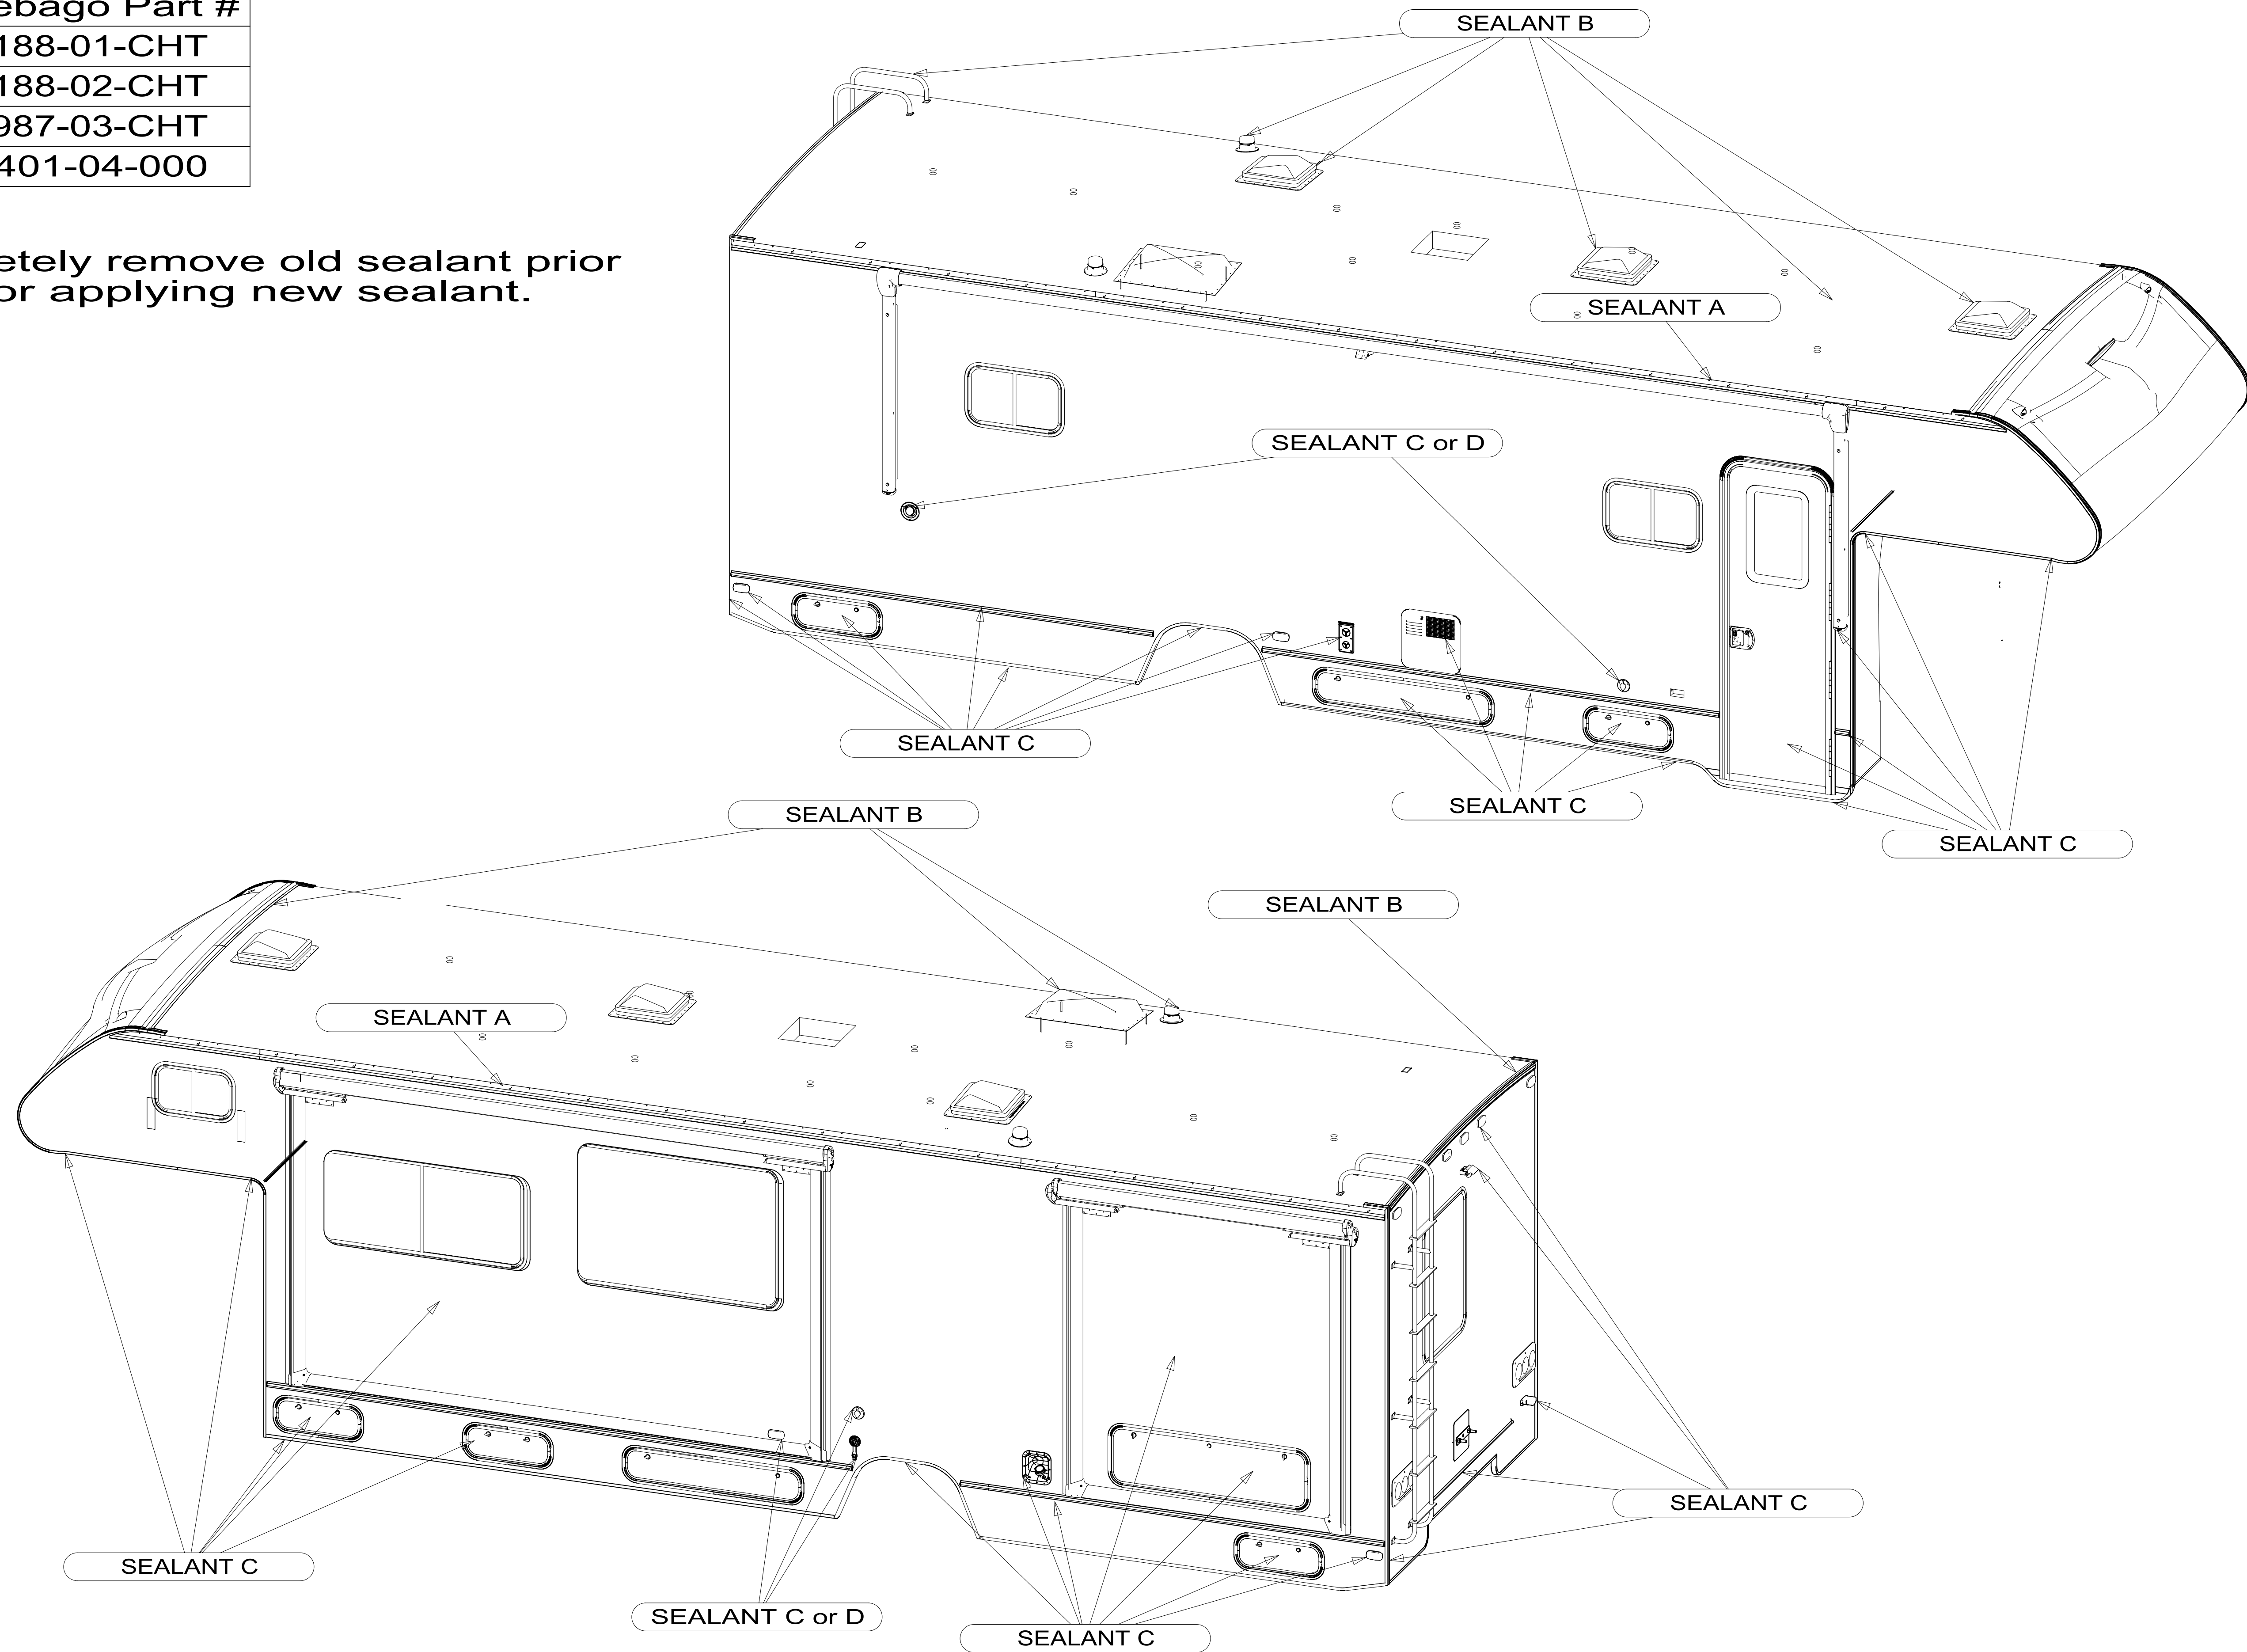 ebago Part #
188-01-CHT
188-02-CHT
987-03-CHT
401-04-000
etely remove old sealant prior
or applying new sealant.
SEALANT B
SEALANT A
SEALANT C or D
SEALANT C
SEALANT C
SEALANT C
SEALANT B
SEALANT B
SEALANT A
SEALANT C
SEALANT C
SEALANT C or D
SEALANT C